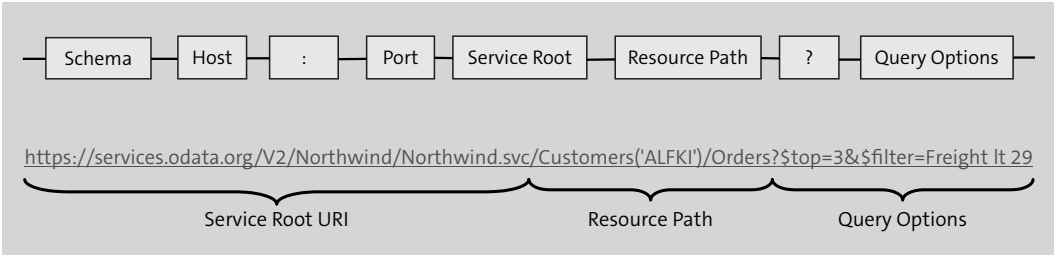 Schema Host : Port Service Root Resource Path ? Query Options
https://services.odata.org/V2/Northwind/Northwind.svc/Customers('ALFKI')/Orders?$top=3&$filter=Freight lt 29
Service Root URI Resource Path Query Options